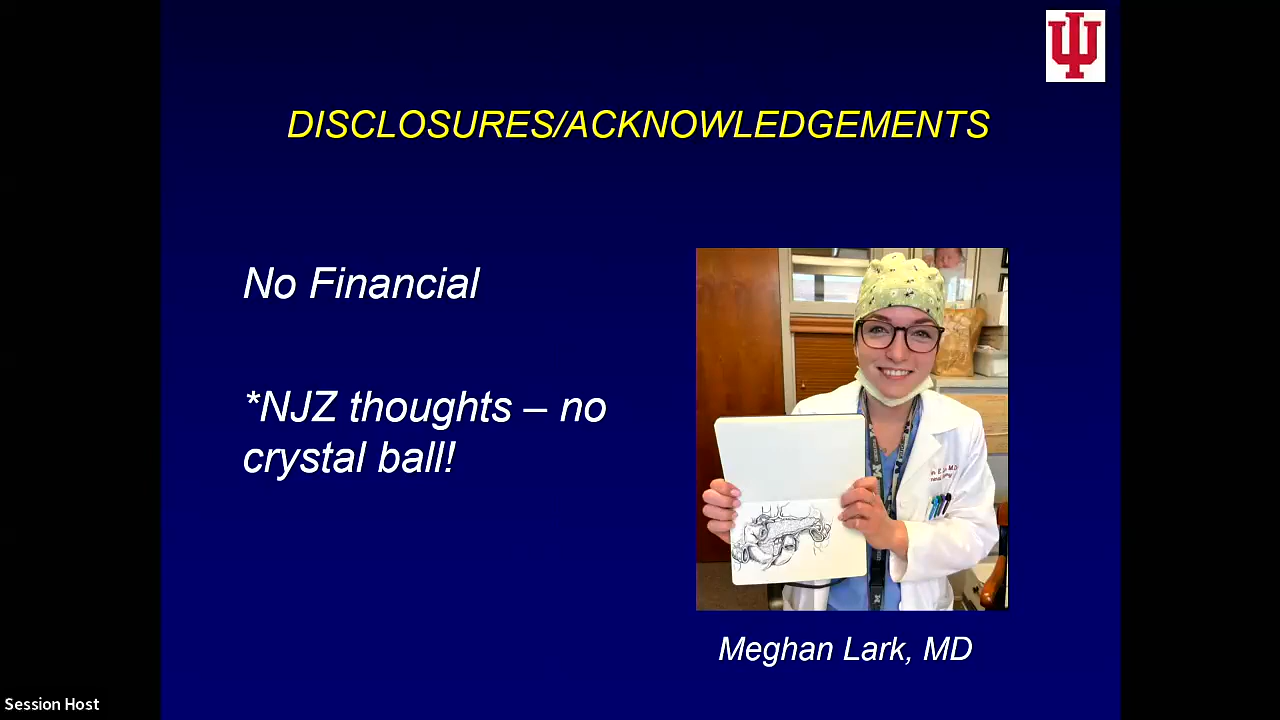 DISCLOSURES/ACKNOWLEDGEMENTS
No Financial
*NJZ thoughts – no
crystal ball!
Meghan Lark, MD
Session Host